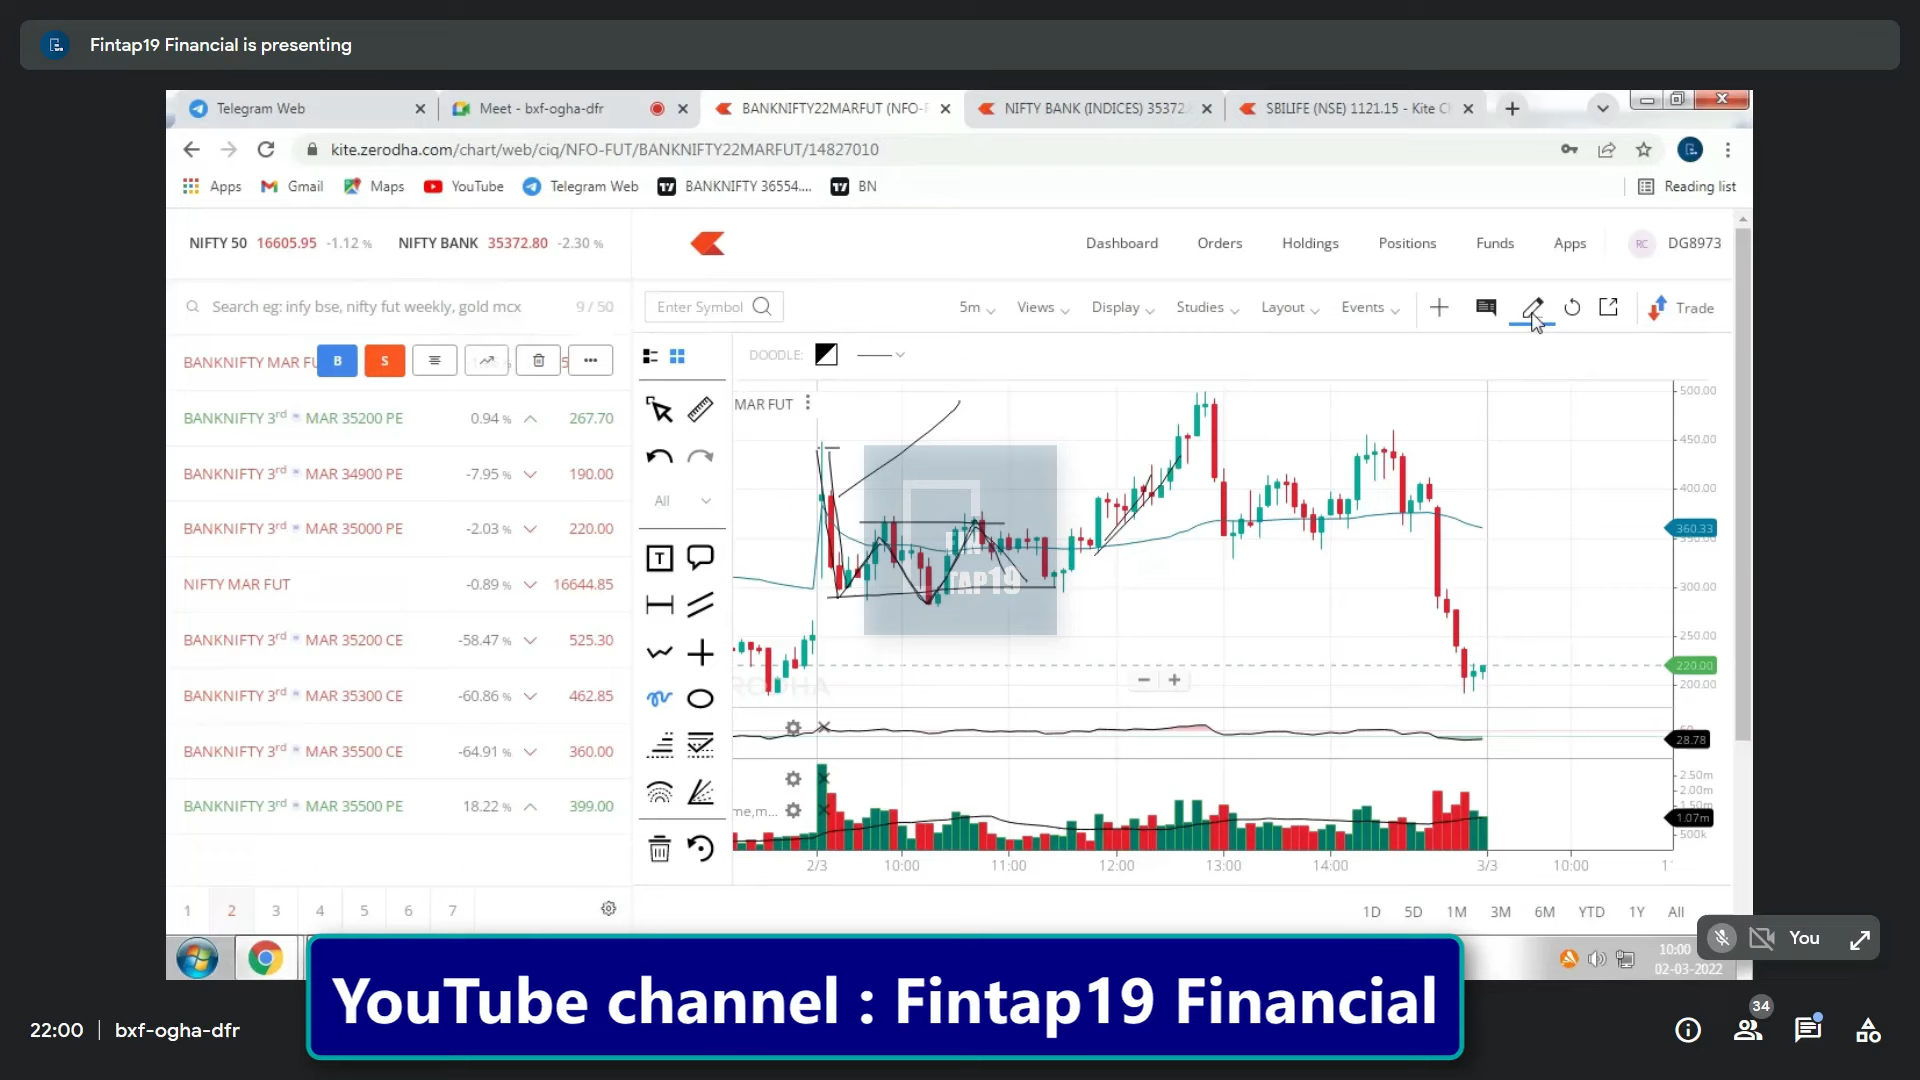 Fintap19 Financial is presenting
Telegram Web
Meet - bxf-ogha-dfr
BANKNIFTY22MARFUT (NFO-F
NIFTY BANK (INDICES) 35372.
SBILIFE (NSE) 1121.15 - Kite C
kite.zerodha.com/chart/web/ciq/NFO-FUT/BANKNIFTY22MARFUT/14827010
Apps
Gmail
Maps
YouTube
Telegram Web
BANKNIFTY 36554....
BN
Reading list
NIFTY 50 16605.95 -1.12 %
NIFTY BANK 35372.80 -2.30 %
Dashboard
Orders
Holdings
Positions
Funds
Apps
RC
DG8973
Search eg: infy bse, nifty fut weekly, gold mcx 9 / 50
Enter Symbol
5m
Views
Display
Studies
Layout
Events
Trade
BANKNIFTY MAR FU
B
S
BANKNIFTY 3rd MAR 35200 PE 0.94 % 267.70
BANKNIFTY 3rd MAR 34900 PE -7.95 % 190.00
BANKNIFTY 3rd MAR 35000 PE -2.03 % 220.00
NIFTY MAR FUT -0.89 % 16644.85
BANKNIFTY 3rd MAR 35200 CE -58.47 % 525.30
BANKNIFTY 3rd MAR 35300 CE -60.86 % 462.85
BANKNIFTY 3rd MAR 35500 CE -64.91 % 360.00
BANKNIFTY 3rd MAR 35500 PE 18.22 % 399.00
1 2 3 4 5 6 7
DOODLE:
All
T
MAR FUT
TAP19
500.00
450.00
400.00
360.33
300.00
250.00
220.00
200.00
28.78
2.50m
2.00m
1.50m
1.07m
500k
me,m...
2/3 10:00 11:00 12:00 13:00 14:00 3/3 10:00
1D 5D 1M 3M 6M YTD 1Y All
You
10:00
02-03-2022
YouTube channel : Fintap19 Financial
22:00 | bxf-ogha-dfr
34